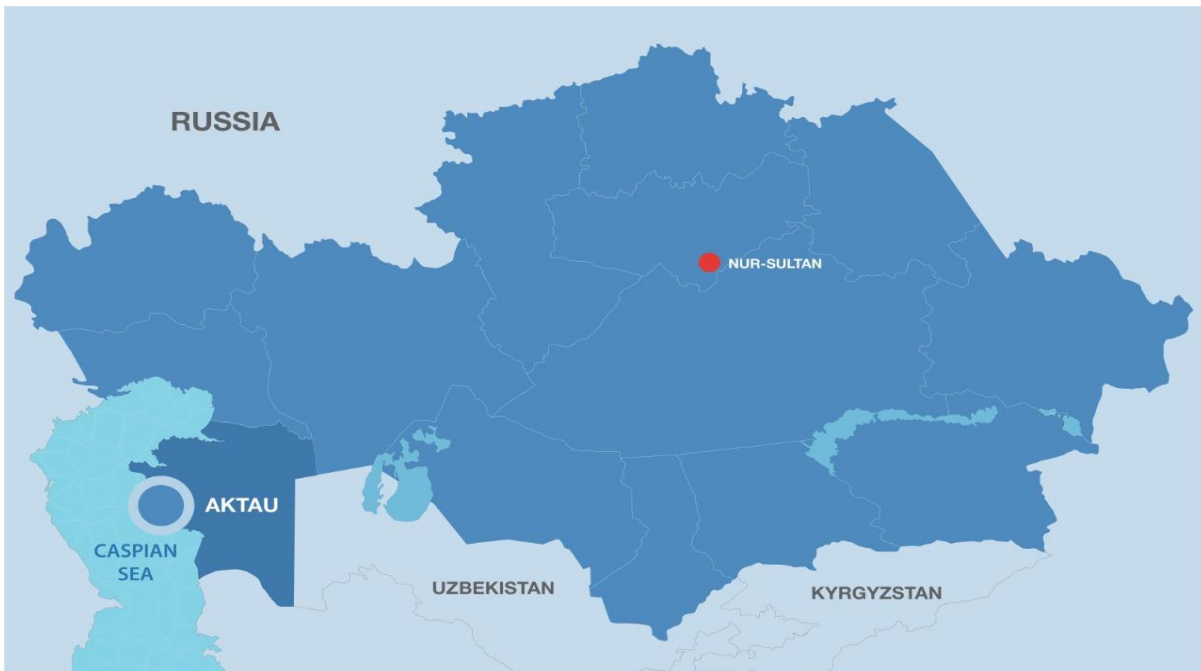 RUSSIA
NUR-SULTAN
AKTAU
CASPIAN
SEA
UZBEKISTAN
KYRGYZSTAN